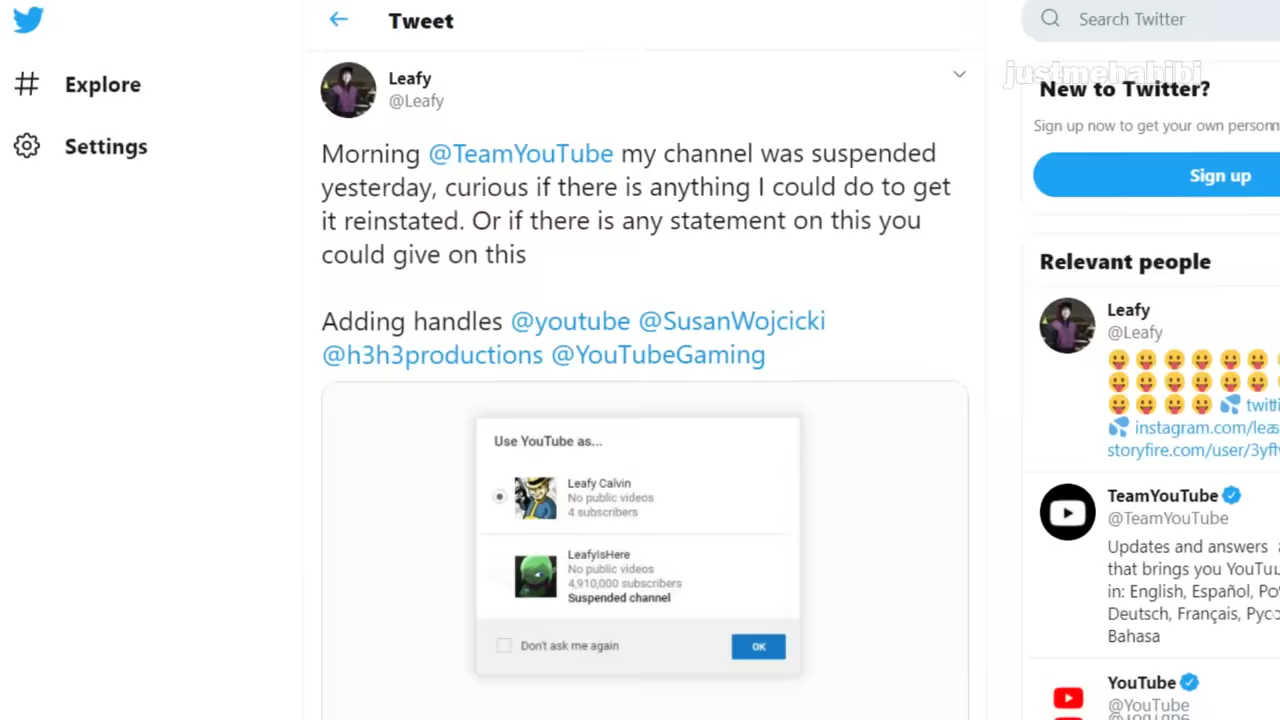 Explore
Settings
Tweet
Leafy
@Leafy
Morning @TeamYouTube my channel was suspended
yesterday, curious if there is anything I could do to get
it reinstated. Or if there is any statement on this you
could give on this
Adding handles @youtube @SusanWojcicki
@h3h3productions @YouTubeGaming
Use YouTube as...
Leafy Calvin
No public videos
4 subscribers
LeafyIsHere
No public videos
4,910,000 subscribers
Suspended channel
Don't ask me again
OK
Search Twitter
justmehabibi
New to Twitter?
Sign up now to get your own
Sign up
Relevant people
Leafy
@Leafy
instagram.com/lea
storyfire.com/user/3yf
TeamYouTube
@TeamYouTube
Updates and answers
that brings you
in: English, Español,
Deutsch, Français,
Bahasa
YouTube
@YouTube